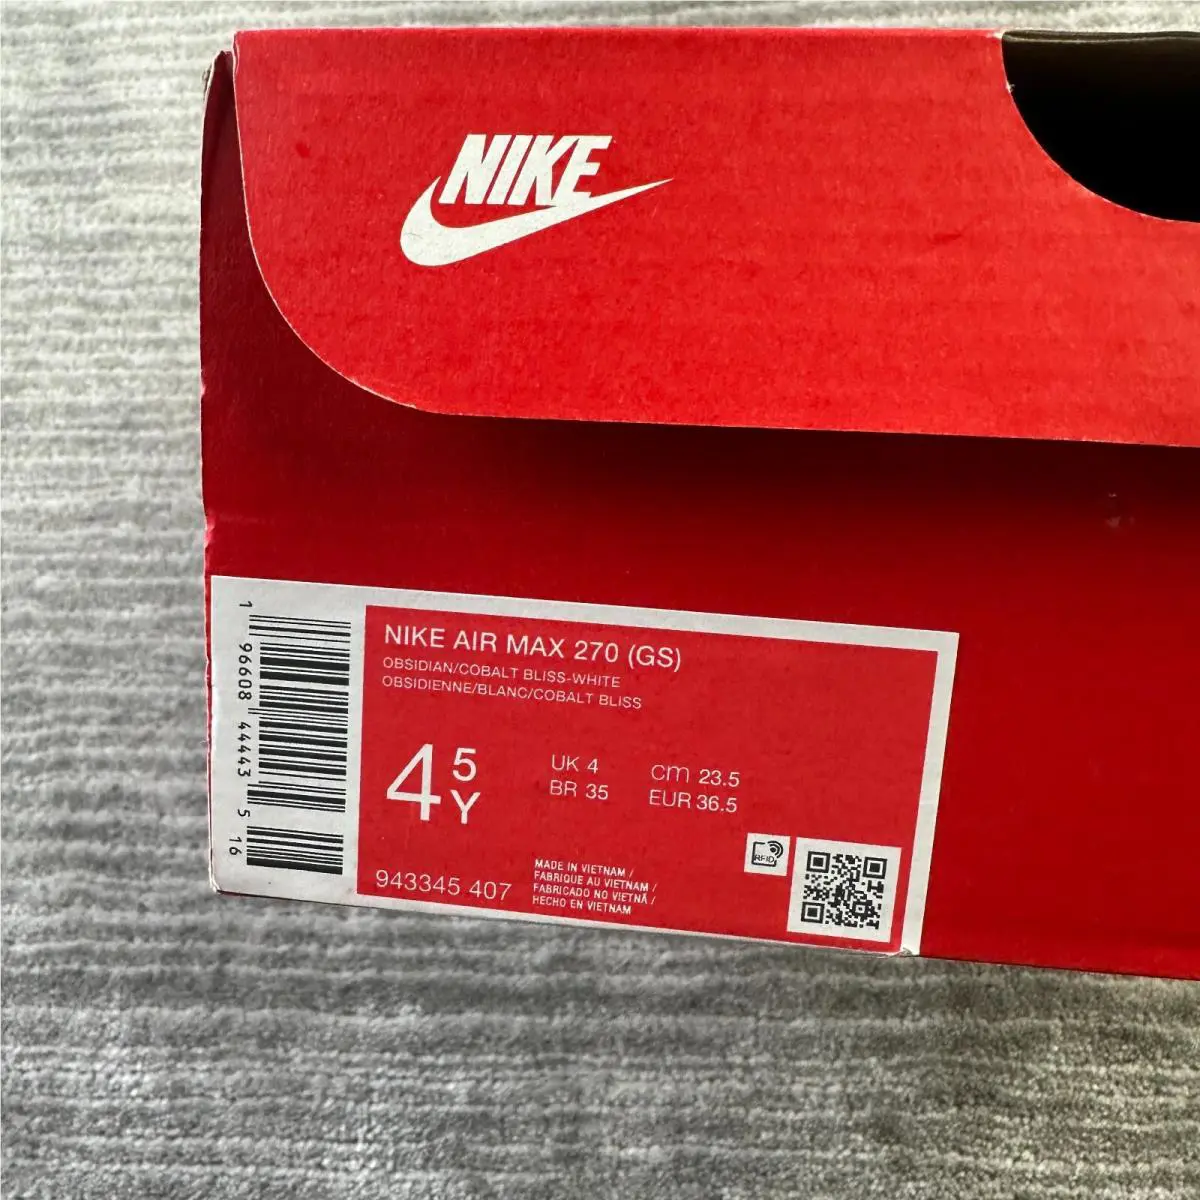 NIKE
NIKE AIR MAX 270 (GS)
OBSIDIAN/COBALT BLISS-WHITE
OBSIDIENNE/BLANC/COBALT BLISS
4 5 Y
UK 4 cm 23.5
BR 35 EUR 36.5
943345 407
MADE IN VIETNAM /
FABRIQUE AU VIETNAM /
FABRICADO NO VIETNÃ /
HECHO EN VIETNAM
RFID
1 96608 44443 5 16